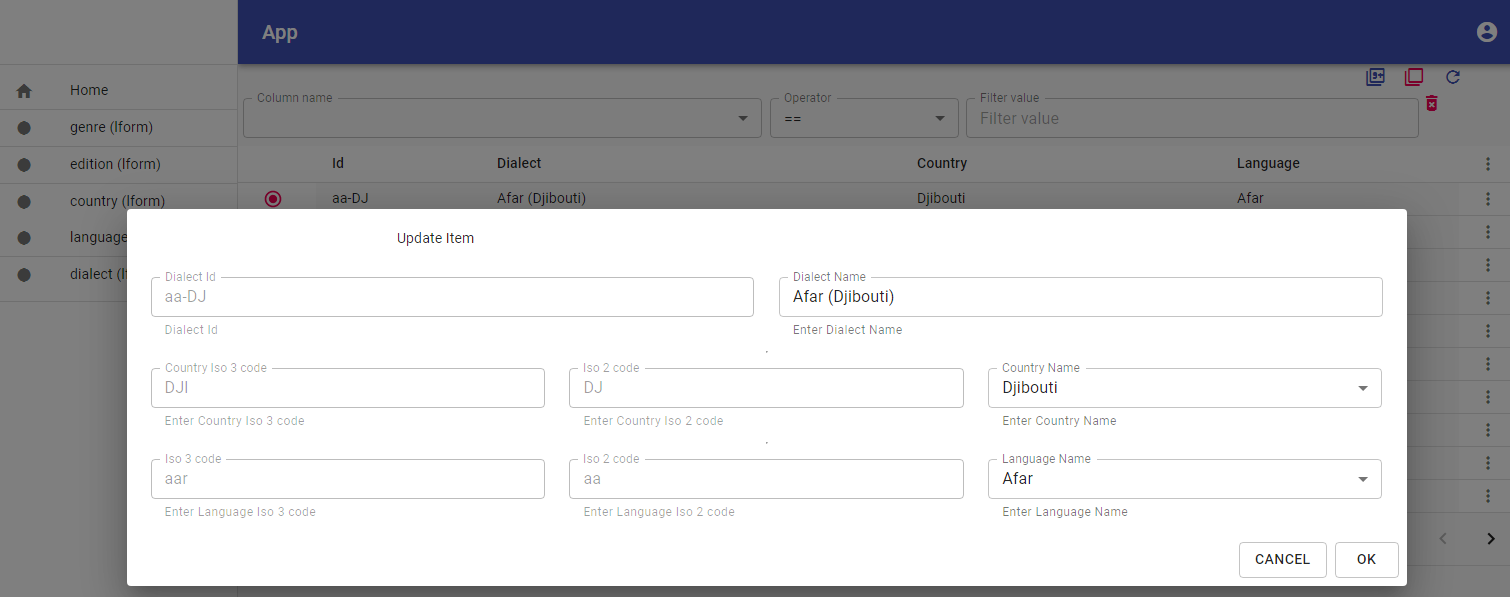 App
Home
genre (lform)
edition (lform)
country (lform)
language
dialect (lf
9+
Column name
Operator
==
Filter value
Filter value
Id Dialect Country Language
aa-DJ Afar (Djibouti) Djibouti Afar
Update Item
Dialect Id
aa-DJ
Dialect Id
Dialect Name
Afar (Djibouti)
Enter Dialect Name
.
Country Iso 3 code
DJI
Enter Country Iso 3 code
Iso 2 code
DJ
Enter Country Iso 2 code
Country Name
Djibouti
Enter Country Name
.
Iso 3 code
aar
Enter Language Iso 3 code
Iso 2 code
aa
Enter Language Iso 2 code
Language Name
Afar
Enter Language Name
CANCEL OK